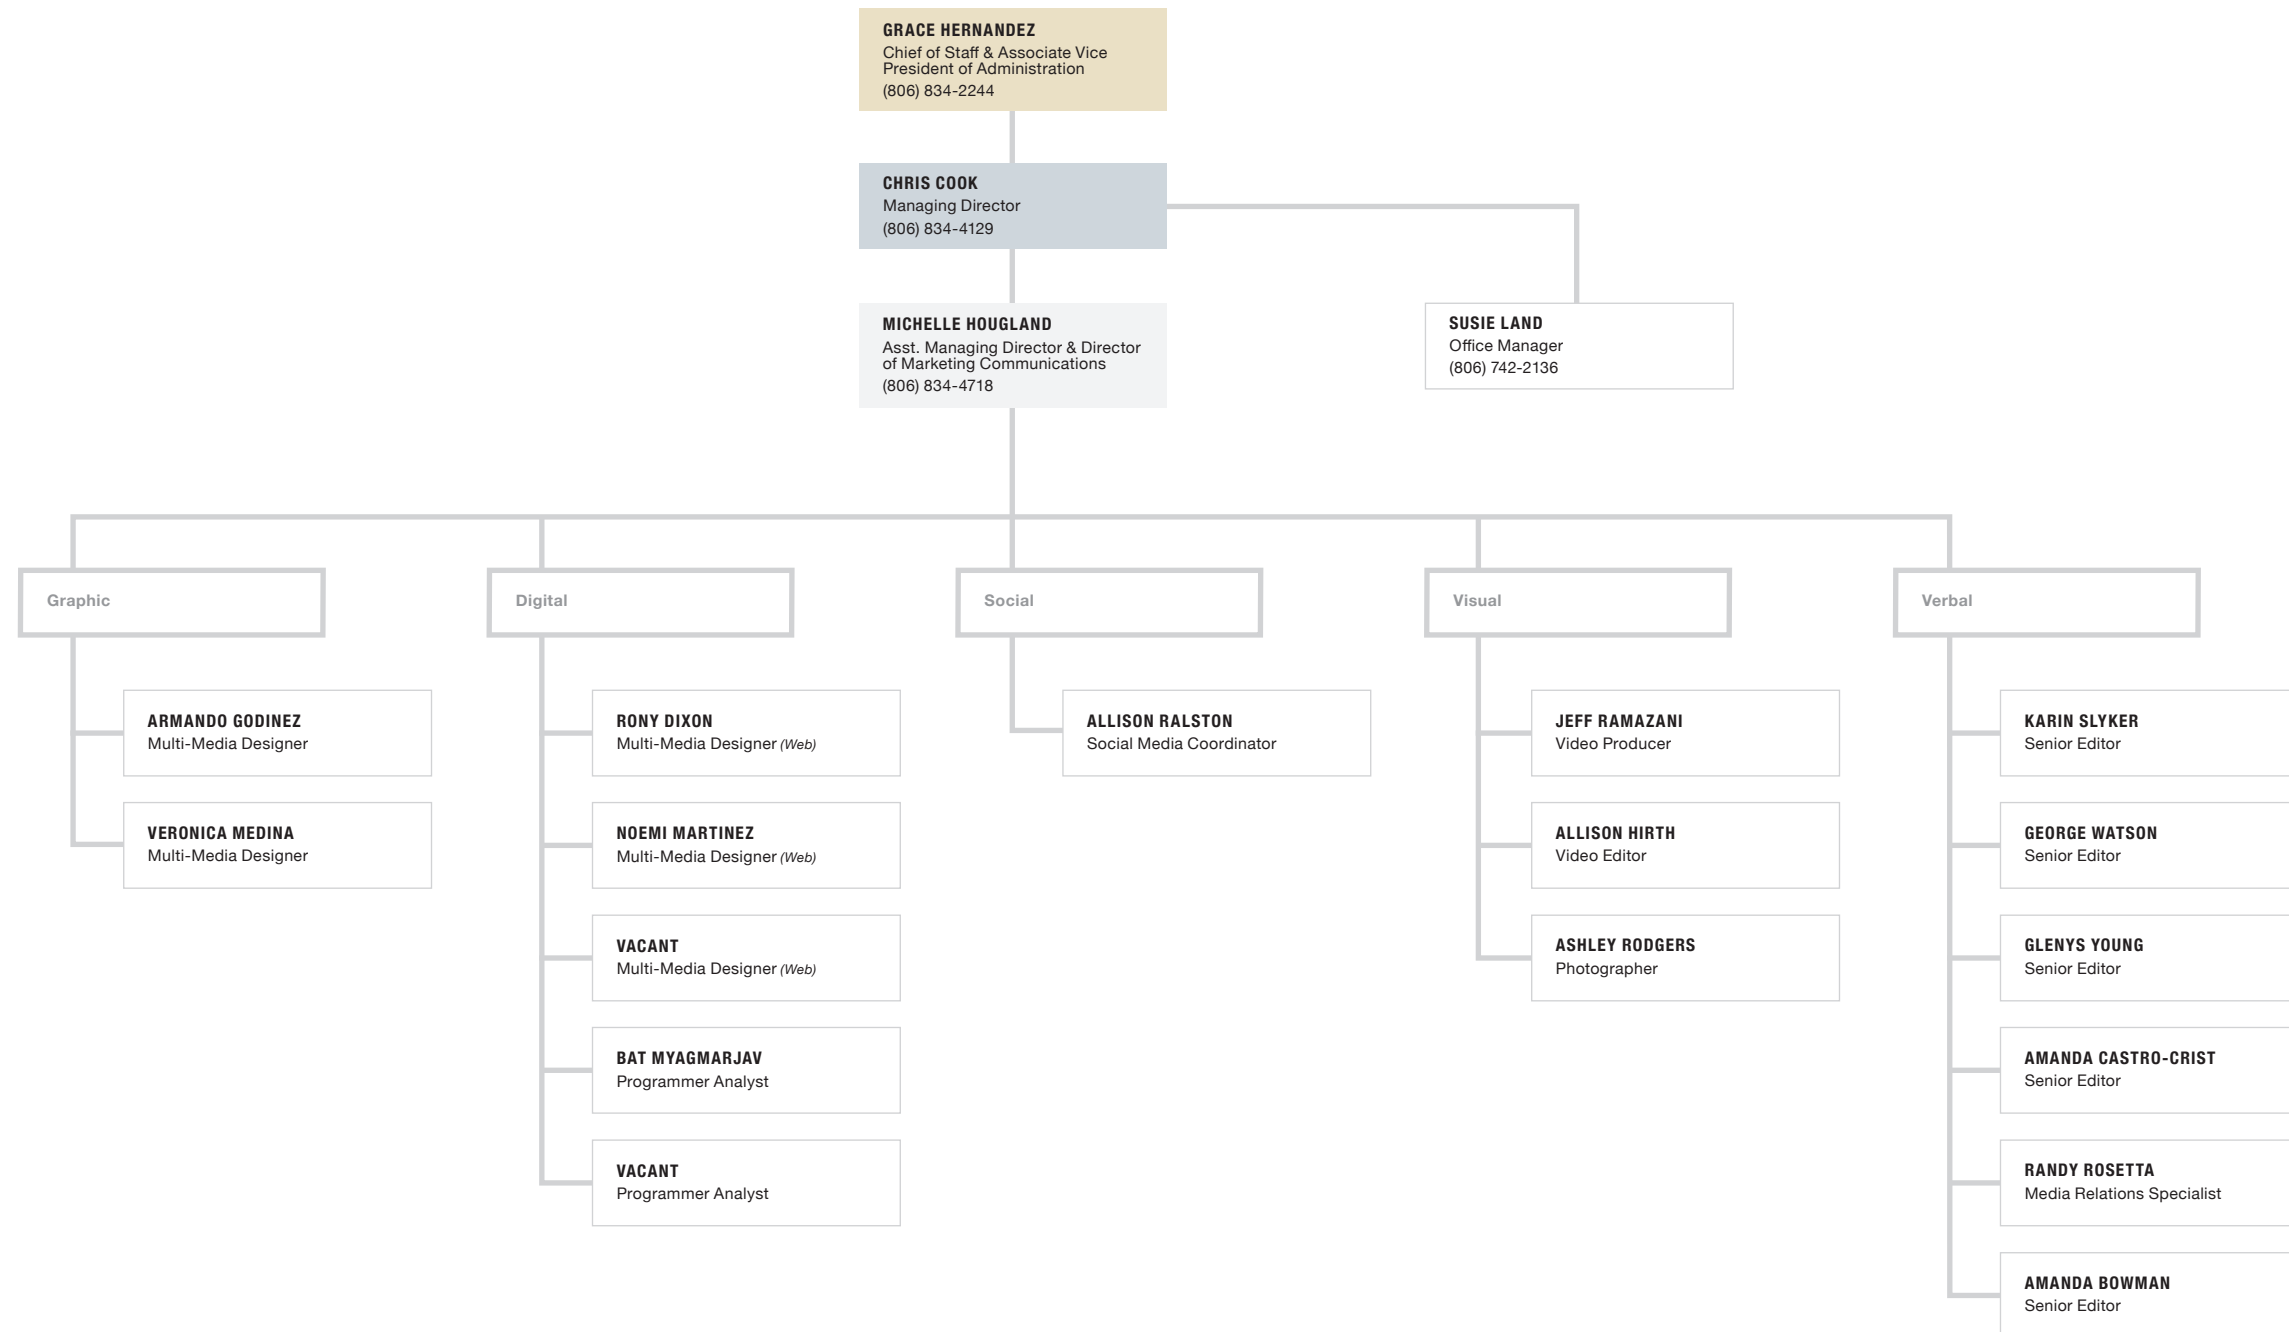 GRACE HERNANDEZ
Chief of Staff & Associate Vice
President of Administration
(806) 834-2244
CHRIS COOK
Managing Director
(806) 834-4129
MICHELLE HOUGLAND
Asst. Managing Director & Director
of Marketing Communications
(806) 834-4718
SUSIE LAND
Office Manager
(806) 742-2136
Graphic
ARMANDO GODINEZ
Multi-Media Designer
VERONICA MEDINA
Multi-Media Designer
Digital
RONY DIXON
Multi-Media Designer (Web)
NOEMI MARTINEZ
Multi-Media Designer (Web)
VACANT
Multi-Media Designer (Web)
BAT MYAGMARJAV
Programmer Analyst
VACANT
Programmer Analyst
Social
ALLISON RALSTON
Social Media Coordinator
Visual
JEFF RAMAZANI
Video Producer
ALLISON HIRTH
Video Editor
ASHLEY RODGERS
Photographer
Verbal
KARIN SLYKER
Senior Editor
GEORGE WATSON
Senior Editor
GLENYS YOUNG
Senior Editor
AMANDA CASTRO-CRIST
Senior Editor
RANDY ROSETTA
Media Relations Specialist
AMANDA BOWMAN
Senior Editor